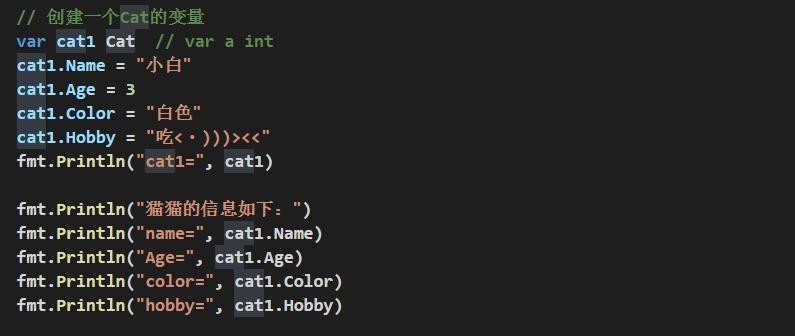 // 创建一个Cat的变量
var cat1 Cat  // var a int
cat1.Name = "小白"
cat1.Age = 3
cat1.Color = "白色"
cat1.Hobby = "吃<・)))><<"
fmt.Println("cat1=", cat1)
fmt.Println("猫猫的信息如下：")
fmt.Println("name=", cat1.Name)
fmt.Println("Age=", cat1.Age)
fmt.Println("color=", cat1.Color)
fmt.Println("hobby=", cat1.Hobby)